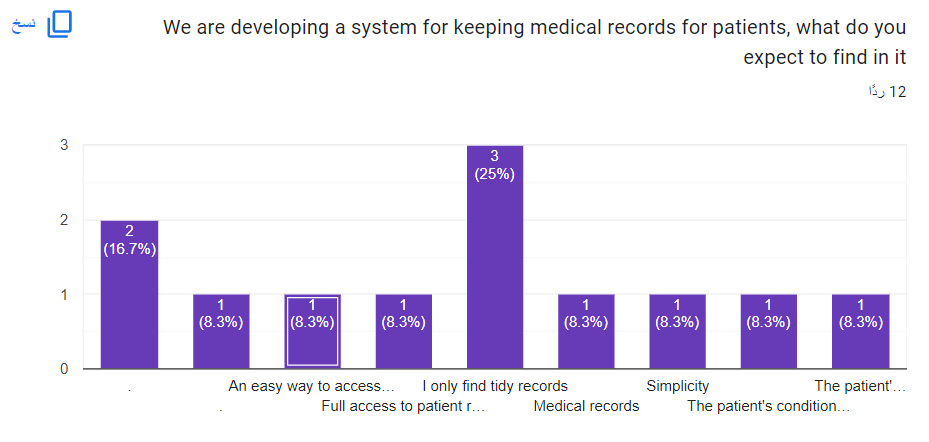 نسخ
We are developing a system for keeping medical records for patients, what do you
expect to find in it
12 ردًا
3
2
1
0
2
(16.7%)
1
(8.3%)
1
(8.3%)
1
(8.3%)
3
(25%)
1
(8.3%)
1
(8.3%)
1
(8.3%)
1
(8.3%)
.
An easy way to access…
I only find tidy records
Simplicity
The patient'…
.
Full access to patient r…
Medical records
The patient's condition…